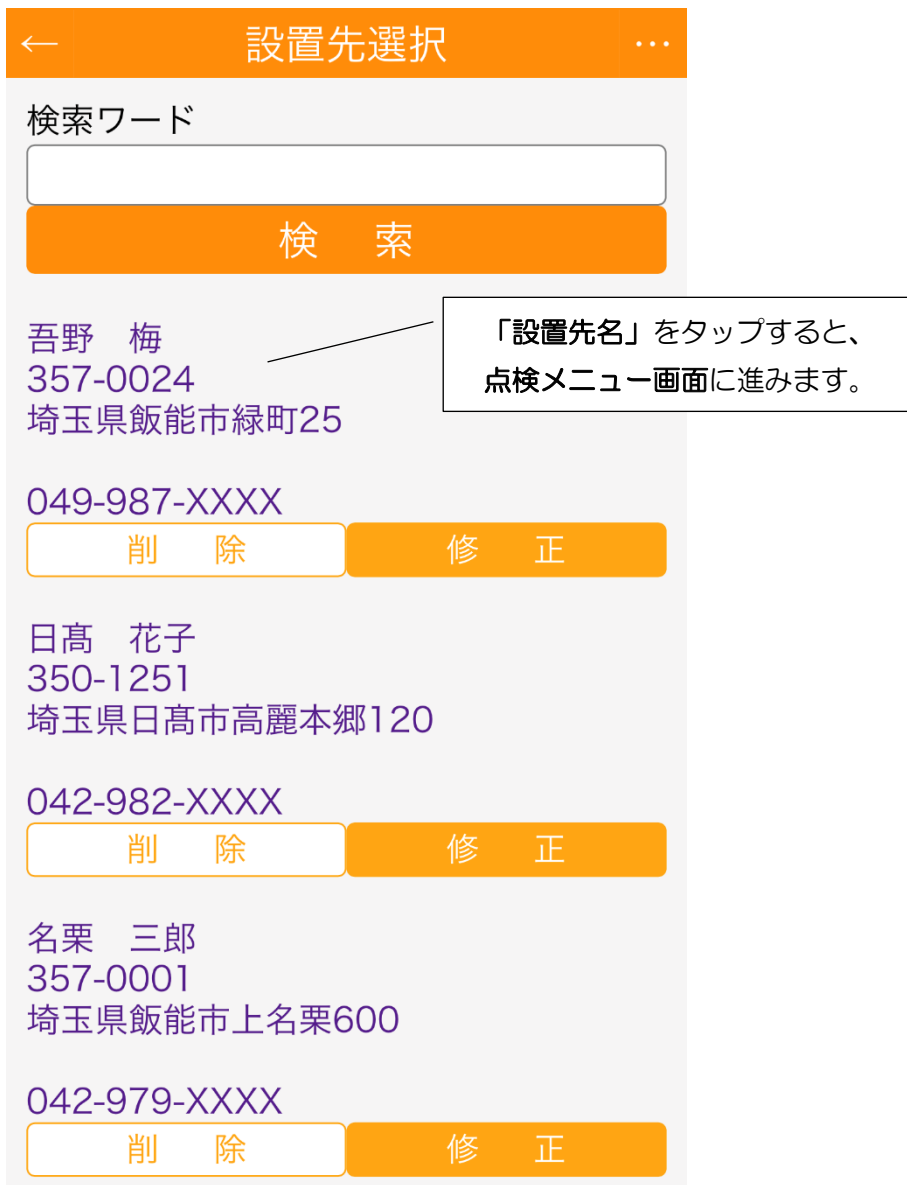 ← 設置先選択 …
検索ワード
検　索
吾野　梅
357-0024
埼玉県飯能市緑町25
「設置先名」をタップすると、
点検メニュー画面に進みます。
049-987-XXXX
削　除 修　正
日髙　花子
350-1251
埼玉県日髙市高麗本郷120
042-982-XXXX
削　除 修　正
名栗　三郎
357-0001
埼玉県飯能市上名栗600
042-979-XXXX
削　除 修　正